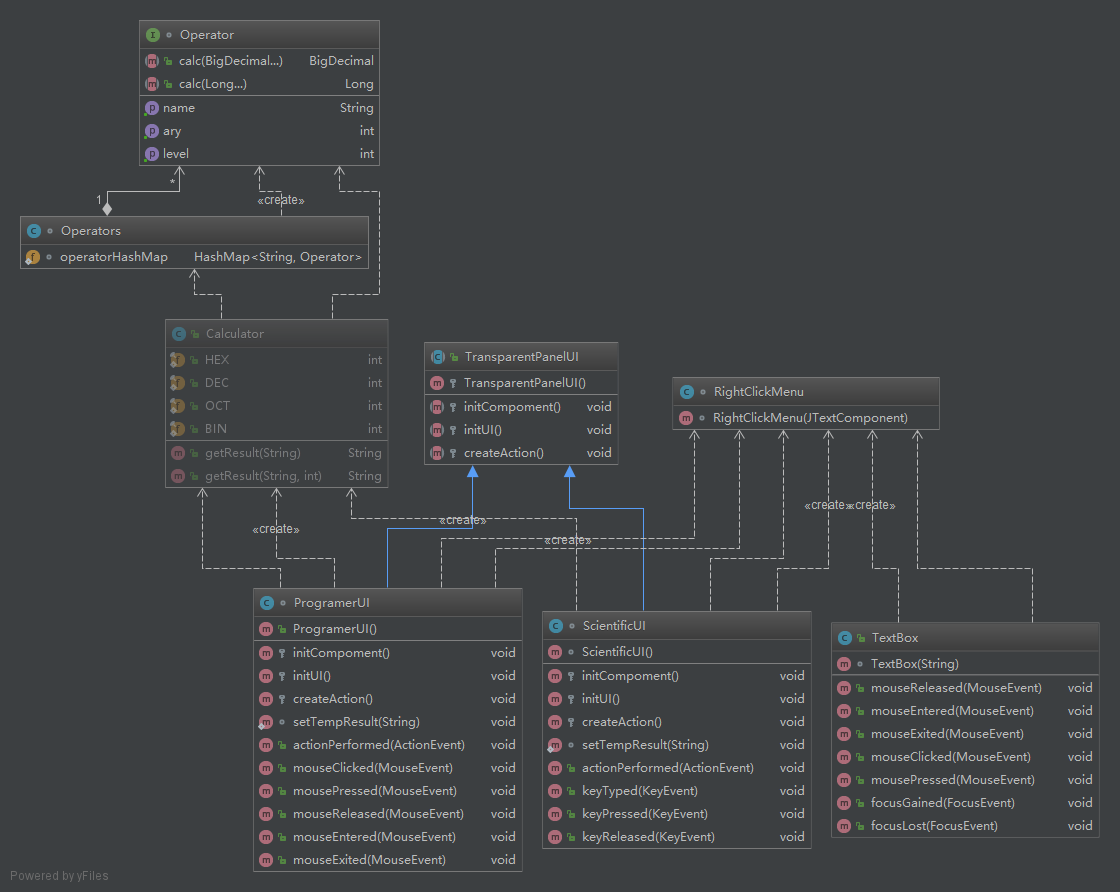 Operator
calc(BigDecimal...) BigDecimal
calc(Long...) Long
name String
ary int
level int
*
1
«create»
Operators
operatorHashMap HashMap<String, Operator>
Calculator
HEX int
DEC int
OCT int
BIN int
getResult(String) String
getResult(String, int) String
TransparentPanelUI
TransparentPanelUI()
initCompoment() void
initUI() void
createAction() void
RightClickMenu
RightClickMenu(JTextComponent)
«create»
«create»
«create»
«create»
«create»
ProgramerUI
ProgramerUI()
initCompoment() void
initUI() void
createAction() void
setTempResult(String) void
actionPerformed(ActionEvent) void
mouseClicked(MouseEvent) void
mousePressed(MouseEvent) void
mouseReleased(MouseEvent) void
mouseEntered(MouseEvent) void
mouseExited(MouseEvent) void
ScientificUI
ScientificUI()
initCompoment() void
initUI() void
createAction() void
setTempResult(String) void
actionPerformed(ActionEvent) void
keyTyped(KeyEvent) void
keyPressed(KeyEvent) void
keyReleased(KeyEvent) void
TextBox
TextBox(String)
mouseReleased(MouseEvent) void
mouseEntered(MouseEvent) void
mouseExited(MouseEvent) void
mouseClicked(MouseEvent) void
mousePressed(MouseEvent) void
focusGained(FocusEvent) void
focusLost(FocusEvent) void
Powered by yFiles